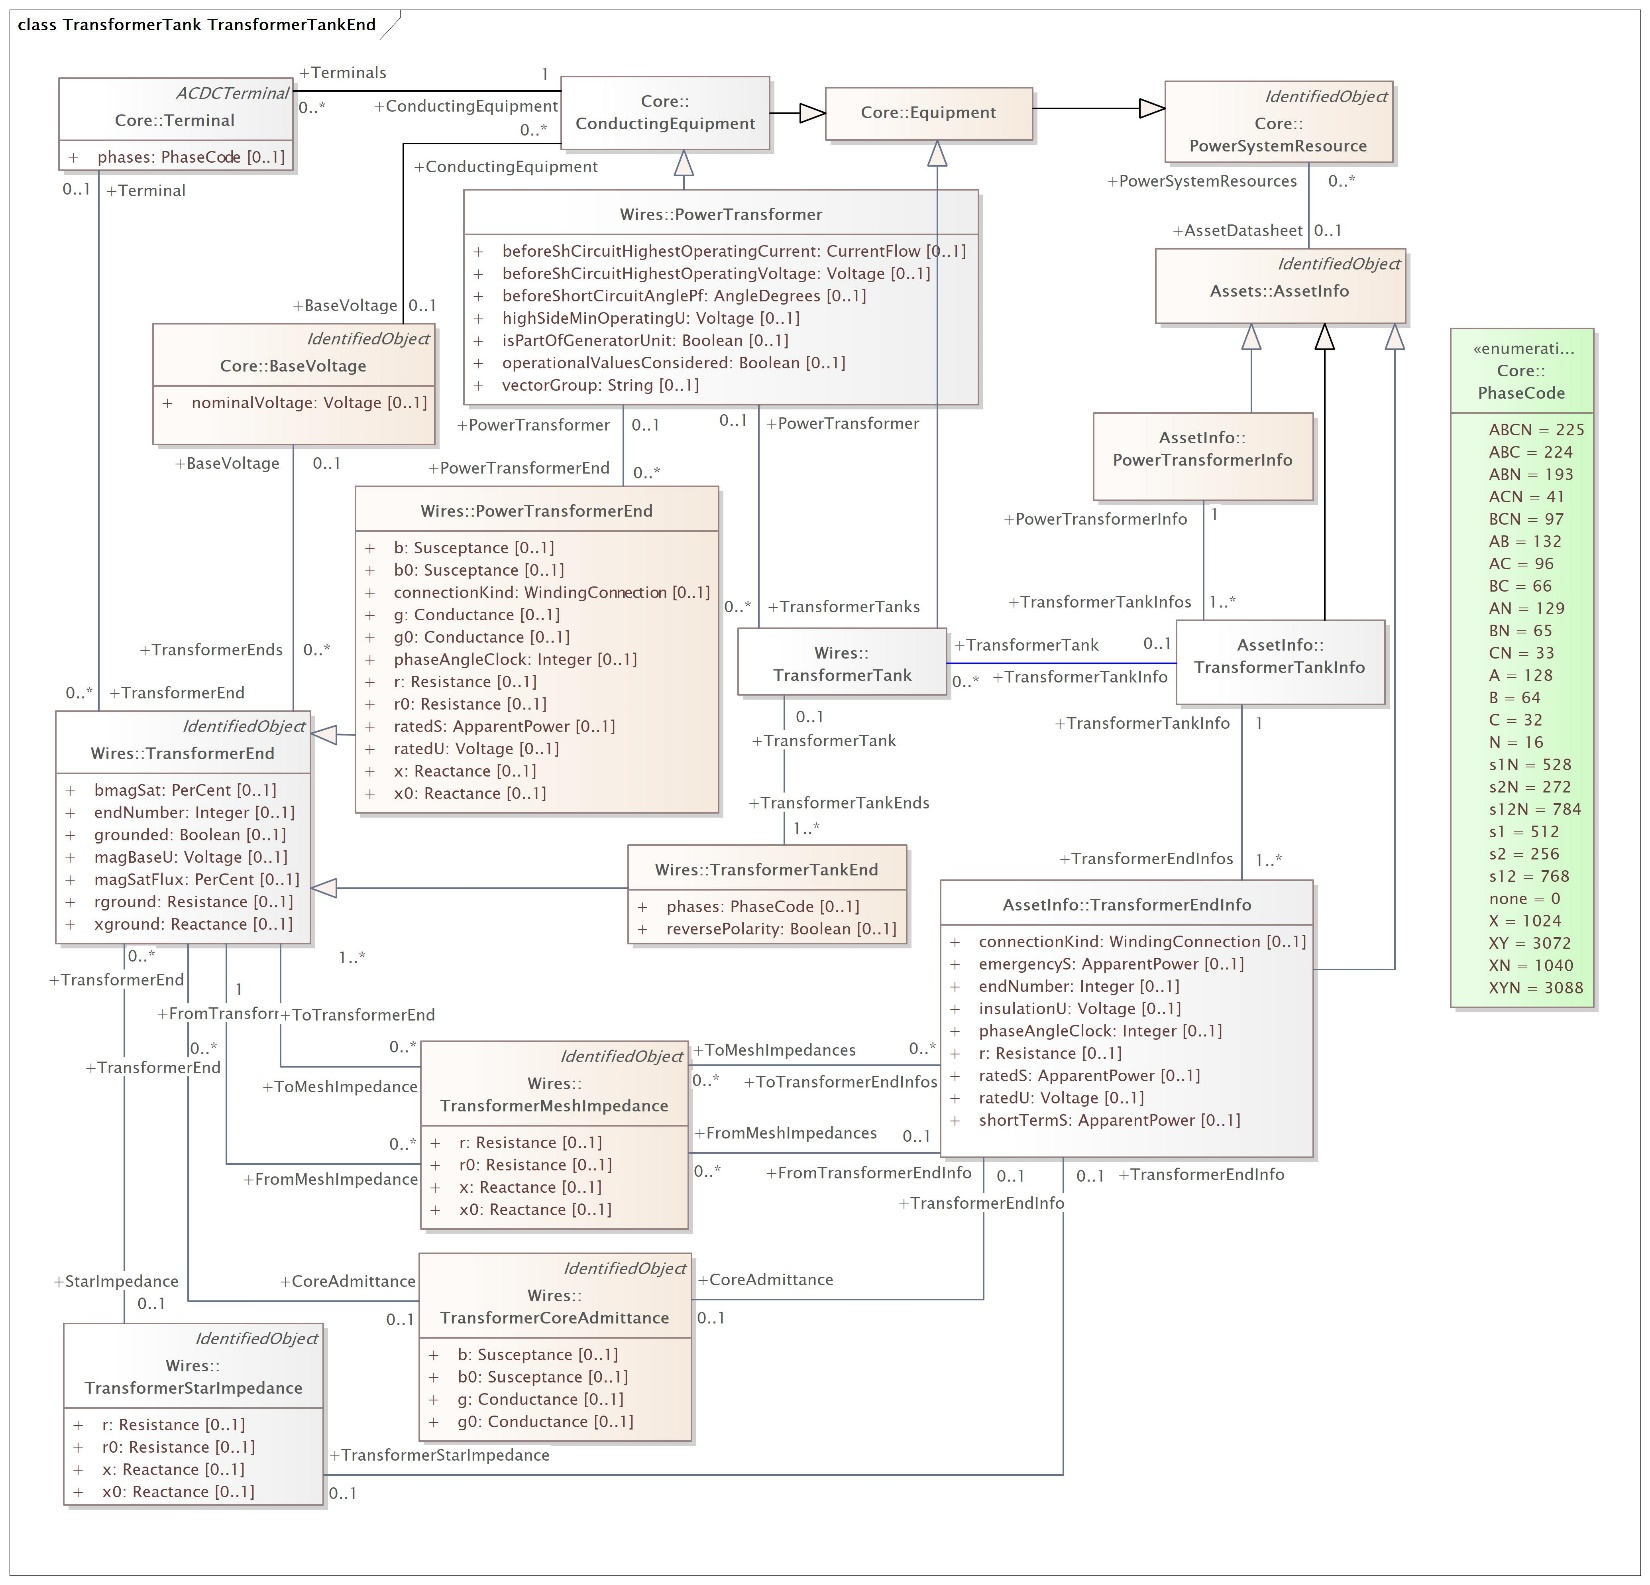 class TransformerTank TransformerTankEnd
ACDCTerminal
Core::Terminal
+ phases: PhaseCode [0..1]
+Terminals
0..*
1
+ConductingEquipment
Core::
ConductingEquipment
Core::Equipment
IdentifiedObject
Core::
PowerSystemResource
0..*
+ConductingEquipment
0..1
+Terminal
+PowerSystemResources
0..*
+AssetDatasheet
0..1
IdentifiedObject
Assets::AssetInfo
Wires::PowerTransformer
+ beforeShCircuitHighestOperatingCurrent: CurrentFlow [0..1]
+ beforeShCircuitHighestOperatingVoltage: Voltage [0..1]
+ beforeShortCircuitAnglePf: AngleDegrees [0..1]
+ highSideMinOperatingU: Voltage [0..1]
+ isPartOfGeneratorUnit: Boolean [0..1]
+ operationalValuesConsidered: Boolean [0..1]
+ vectorGroup: String [0..1]
+BaseVoltage
0..1
IdentifiedObject
Core::BaseVoltage
+ nominalVoltage: Voltage [0..1]
+BaseVoltage
0..1
«enumerati...
Core::
PhaseCode
ABCN = 225
ABC = 224
ABN = 193
ACN = 41
BCN = 97
AB = 132
AC = 96
BC = 66
AN = 129
BN = 65
CN = 33
A = 128
B = 64
C = 32
N = 16
s1N = 528
s2N = 272
s12N = 784
s1 = 512
s2 = 256
s12 = 768
none = 0
X = 1024
XY = 3072
XN = 1040
XYN = 3088
+PowerTransformer
0..1
0..1
+PowerTransformer
+PowerTransformerEnd
0..*
AssetInfo::
PowerTransformerInfo
+PowerTransformerInfo
1
Wires::PowerTransformerEnd
+ b: Susceptance [0..1]
+ b0: Susceptance [0..1]
+ connectionKind: WindingConnection [0..1]
+ g: Conductance [0..1]
+ g0: Conductance [0..1]
+ phaseAngleClock: Integer [0..1]
+ r: Resistance [0..1]
+ r0: Resistance [0..1]
+ ratedS: ApparentPower [0..1]
+ ratedU: Voltage [0..1]
+ x: Reactance [0..1]
+ x0: Reactance [0..1]
0..*
+TransformerTanks
+TransformerTankInfos
1..*
Wires::
TransformerTank
+TransformerTank
0..1
0..*
+TransformerTankInfo
AssetInfo::
TransformerTankInfo
+TransformerEnds
0..*
0..*
+TransformerEnd
0..1
+TransformerTank
+TransformerTankInfo
1
IdentifiedObject
Wires::TransformerEnd
+ bmagSat: PerCent [0..1]
+ endNumber: Integer [0..1]
+ grounded: Boolean [0..1]
+ magBaseU: Voltage [0..1]
+ magSatFlux: PerCent [0..1]
+ rground: Resistance [0..1]
+ xground: Reactance [0..1]
+TransformerTankEnds
1..*
Wires::TransformerTankEnd
+ phases: PhaseCode [0..1]
+ reversePolarity: Boolean [0..1]
+TransformerEndInfos
1..*
AssetInfo::TransformerEndInfo
+ connectionKind: WindingConnection [0..1]
+ emergencyS: ApparentPower [0..1]
+ endNumber: Integer [0..1]
+ insulationU: Voltage [0..1]
+ phaseAngleClock: Integer [0..1]
+ r: Resistance [0..1]
+ ratedS: ApparentPower [0..1]
+ ratedU: Voltage [0..1]
+ shortTermS: ApparentPower [0..1]
0..*
+TransformerEnd
1..*
1
+FromTransfor
+ToTransformerEnd
0..*
+TransformerEnd
0..*
+ToMeshImpedance
0..*
+FromMeshImpedance
IdentifiedObject
Wires::
TransformerMeshImpedance
+ r: Resistance [0..1]
+ r0: Resistance [0..1]
+ x: Reactance [0..1]
+ x0: Reactance [0..1]
+ToMeshImpedances
0..*
0..*
+ToTransformerEndInfos
+FromMeshImpedances
0..1
0..*
+FromTransformerEndInfo
0..1
+TransformerEndInfo
0..1
+TransformerEndInfo
+StarImpedance
0..1
+CoreAdmittance
0..1
IdentifiedObject
Wires::
TransformerCoreAdmittance
+ b: Susceptance [0..1]
+ b0: Susceptance [0..1]
+ g: Conductance [0..1]
+ g0: Conductance [0..1]
+CoreAdmittance
0..1
IdentifiedObject
Wires::
TransformerStarImpedance
+ r: Resistance [0..1]
+ r0: Resistance [0..1]
+ x: Reactance [0..1]
+ x0: Reactance [0..1]
+TransformerStarImpedance
0..1